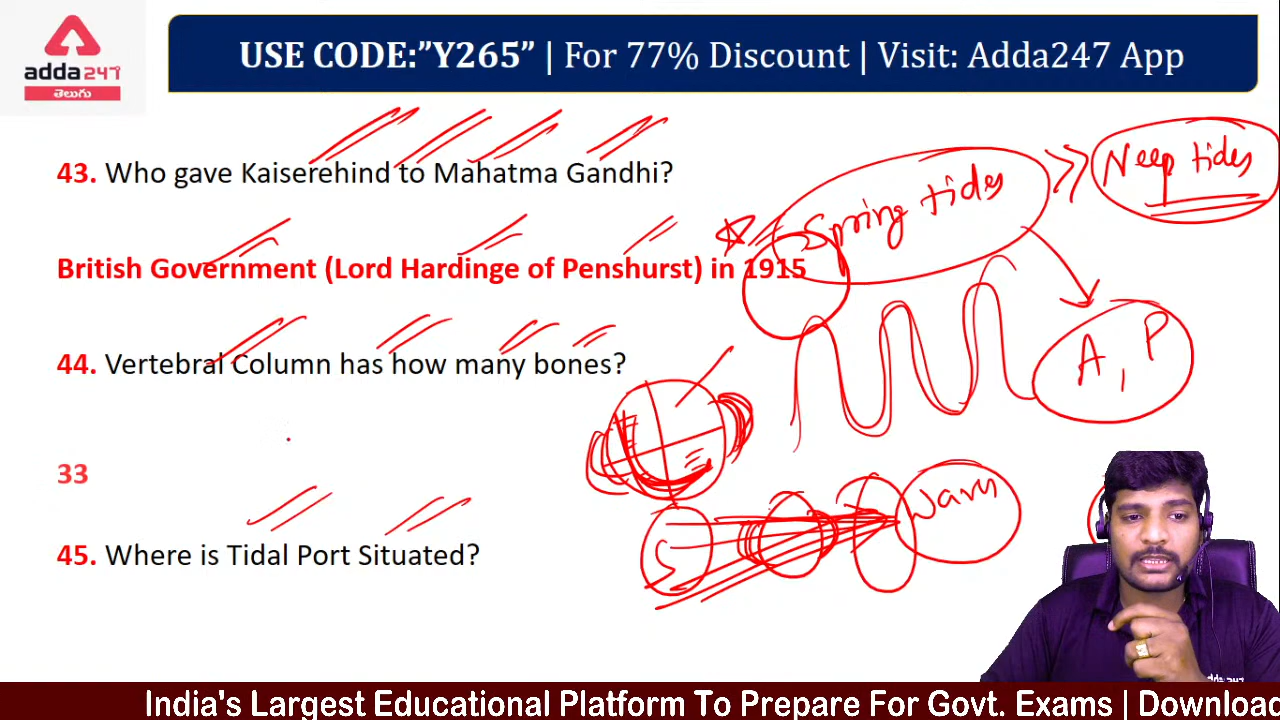 adda247
తెలుగు
USE CODE:”Y265” | For 77% Discount | Visit: Adda247 App
43. Who gave Kaiserehind to Mahatma Gandhi?
Spring tides >> Neep tides
British Government (Lord Hardinge of Penshurst) in 1915
A, P
44. Vertebral Column has how many bones?
33
Waves
S
45. Where is Tidal Port Situated?
India's Largest Educational Platform To Prepare For Govt. Exams | Download